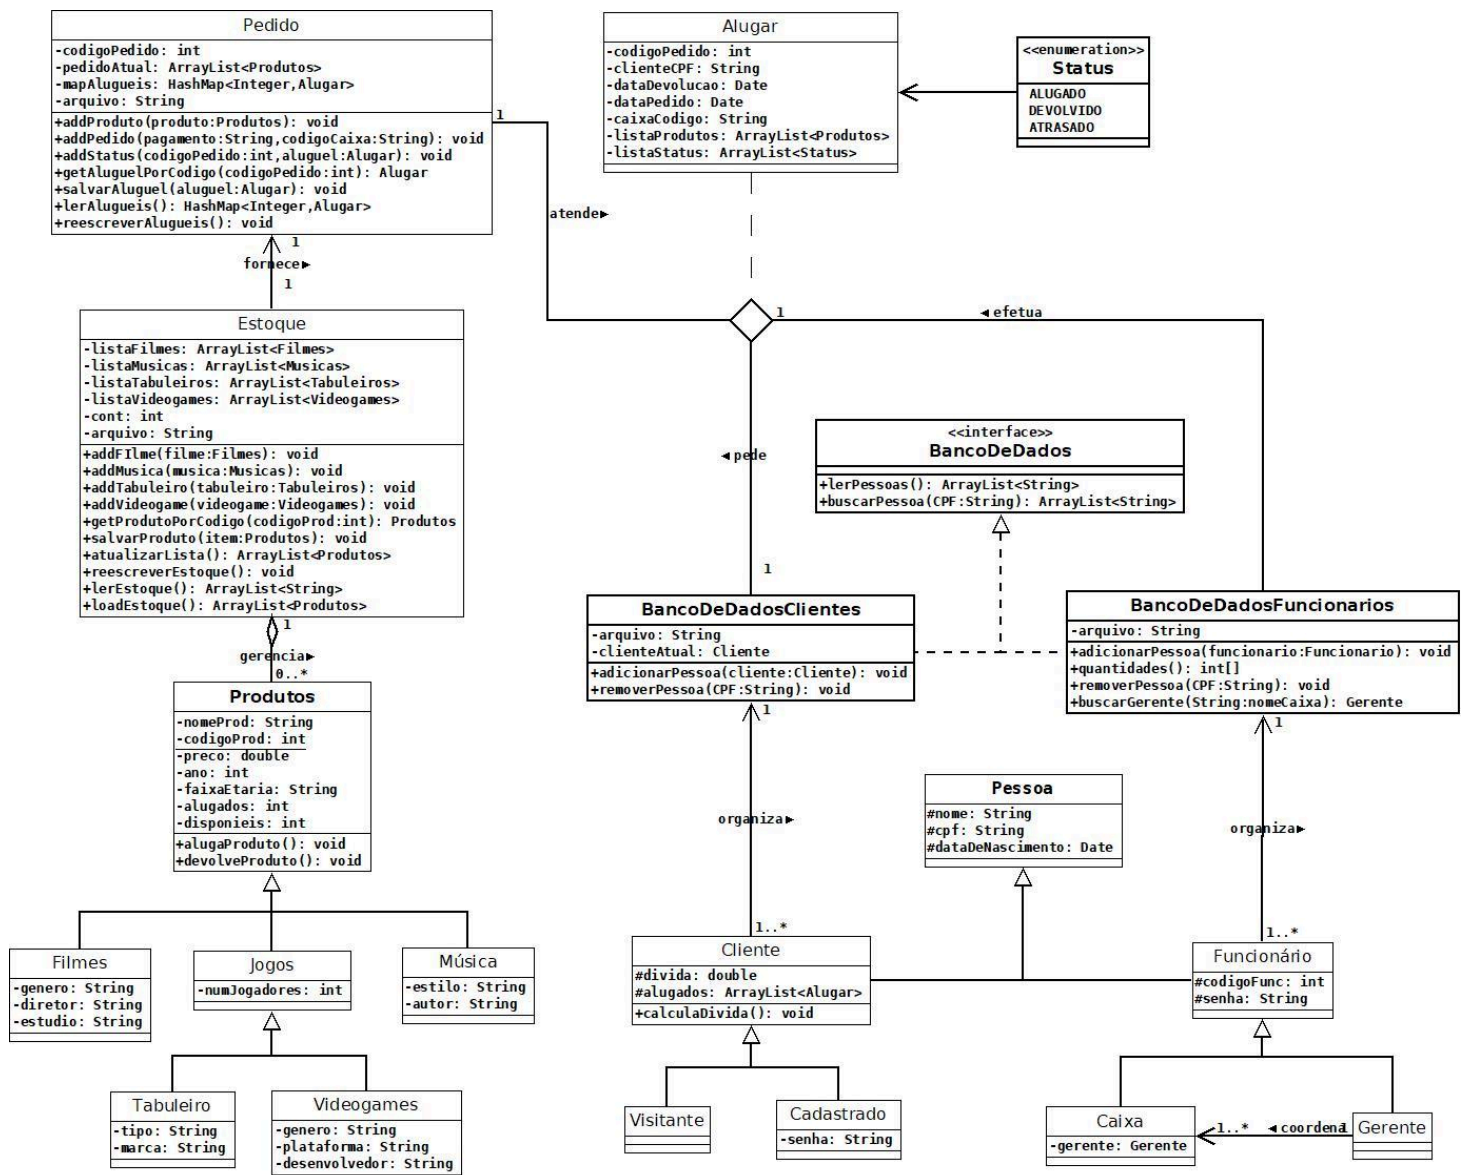 Pedido
-codigoPedido: int
-pedidoAtual: ArrayList<Produtos>
-mapAlugueis: HashMap<Integer,Alugar>
-arquivo: String
+addProduto(produto:Produtos): void
+addPedido(pagamento:String,codigoCaixa:String): void
+addStatus(codigoPedido:int,aluguel:Alugar): void
+getAluguelPorCodigo(codigoPedido:int): Alugar
+salvarAluguel(aluguel:Alugar): void
+lerAlugueis(): HashMap<Integer,Alugar>
+reescreverAlugueis(): void
1
atende▶
Alugar
-codigoPedido: int
-clienteCPF: String
-dataDevolucao: Date
-dataPedido: Date
-caixaCodigo: String
-listaProdutos: ArrayList<Produtos>
-listaStatus: ArrayList<Status>
<<enumeration>>
Status
ALUGADO
DEVOLVIDO
ATRASADO
1
fornece▶
1
1
◀efetua
Estoque
-listaFilmes: ArrayList<Filmes>
-listaMusicas: ArrayList<Musicas>
-listaTabuleiros: ArrayList<Tabuleiros>
-listaVideogames: ArrayList<Videogames>
-cont: int
-arquivo: String
+addFIlme(filme:Filmes): void
+addMusica(musica:Musicas): void
+addTabuleiro(tabuleiro:Tabuleiros): void
+addVideogame(videogame:Videogames): void
+getProdutoPorCodigo(codigoProd:int): Produtos
+salvarProduto(item:Produtos): void
+atualizarLista(): ArrayList<Produtos>
+reescreverEstoque(): void
+lerEstoque(): ArrayList<String>
+loadEstoque(): ArrayList<Produtos>
◀pede
1
<<interface>>
BancoDeDados
+lerPessoas(): ArrayList<String>
+buscarPessoa(CPF:String): ArrayList<String>
BancoDeDadosClientes
-arquivo: String
-clienteAtual: Cliente
+adicionarPessoa(cliente:Cliente): void
+removerPessoa(CPF:String): void
BancoDeDadosFuncionarios
-arquivo: String
+adicionarPessoa(funcionario:Funcionario): void
+quantidades(): int[]
+removerPessoa(CPF:String): void
+buscarGerente(String:nomeCaixa): Gerente
1
gerencia▶
0..*
Produtos
-nomeProd: String
-codigoProd: int
-preco: double
-ano: int
-faixaEtaria: String
-alugados: int
-disponieis: int
+alugaProduto(): void
+devolveProduto(): void
1
organiza▶
1..*
Pessoa
#nome: String
#cpf: String
#dataDeNascimento: Date
1
organiza▶
1..*
Filmes
-genero: String
-diretor: String
-estudio: String
Jogos
-numJogadores: int
Música
-estilo: String
-autor: String
Cliente
#divida: double
#alugados: ArrayList<Alugar>
+calculaDivida(): void
Funcionário
#codigoFunc: int
#senha: String
Tabuleiro
-tipo: String
-marca: String
Videogames
-genero: String
-plataforma: String
-desenvolvedor: String
Visitante
Cadastrado
-senha: String
Caixa
-gerente: Gerente
1..*
◀coordena
1
Gerente